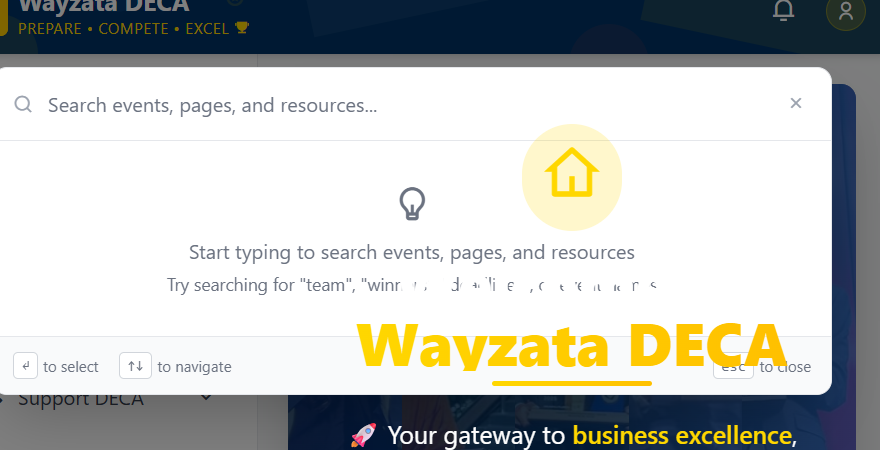 Wayzata DECA
PREPARE • COMPETE • EXCEL 🏆
Search events, pages, and resources...
Start typing to search events, pages, and resources
Try searching for "team", "winn
Wayzata DECA
to select
to navigate
esc to close
Support DECA
🚀 Your gateway to business excellence,